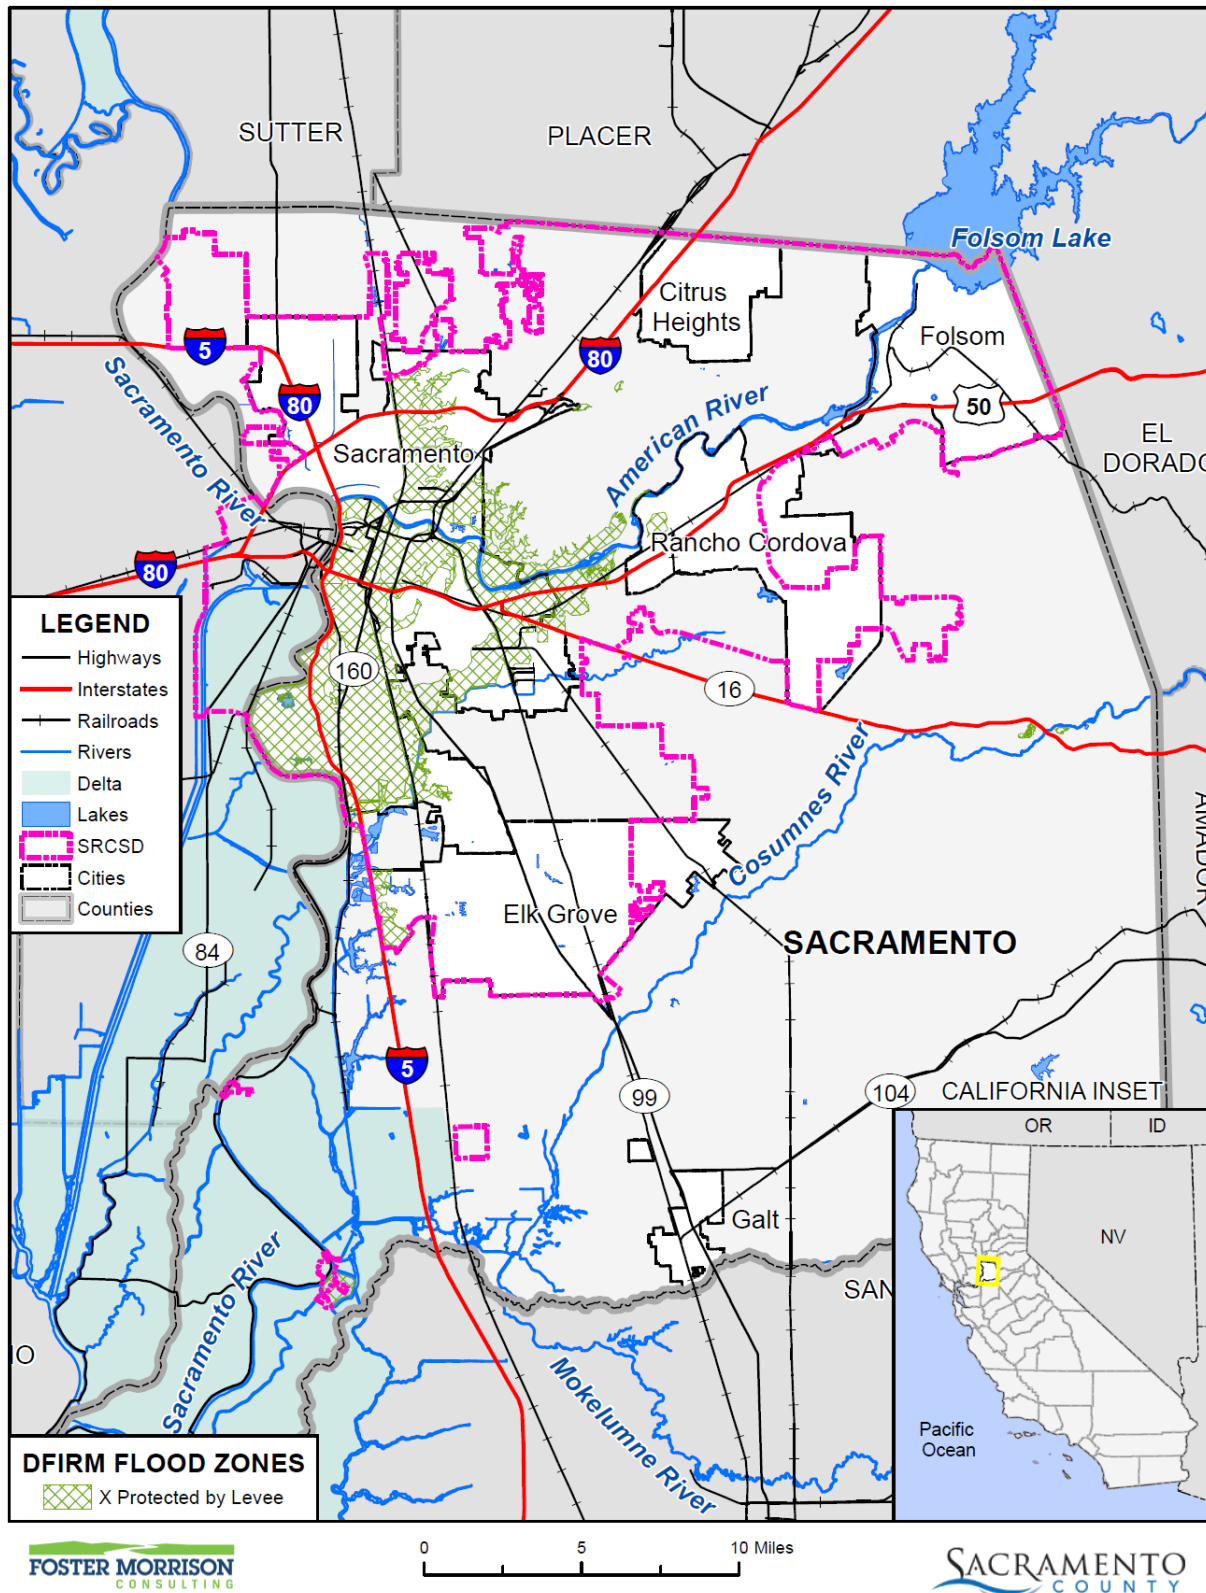 SUTTER
PLACER
Folsom Lake
Citrus
Heights
Folsom
5
80
80
50
Sacramento River
American River
EL
DORADO
Sacramento
Rancho Cordova
80
LEGEND
Highways
Interstates
Railroads
Rivers
Delta
Lakes
SRCSD
Cities
Counties
160
16
Cosumnes River
AMADOR
Elk Grove
SACRAMENTO
84
5
99
104
CALIFORNIA INSET
OR
ID
NV
Pacific
Ocean
Galt
SAN
Sacramento River
Mokelumne River
IO
DFIRM FLOOD ZONES
X Protected by Levee
FOSTER MORRISON
CONSULTING
0 5 10 Miles
SACRAMENTO
COUNTY